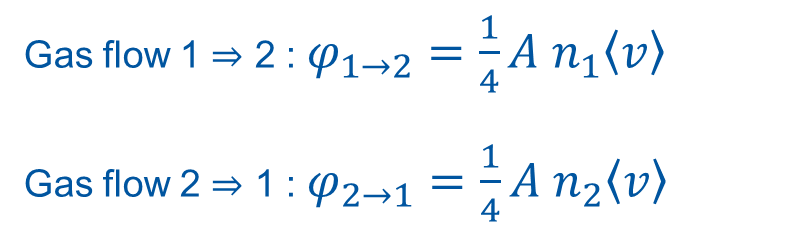 Gas flow 1 ⇒ 2 : φ₁→₂ = 1/4 A n₁⟨v⟩
Gas flow 2 ⇒ 1 : φ₂→₁ = 1/4 A n₂⟨v⟩